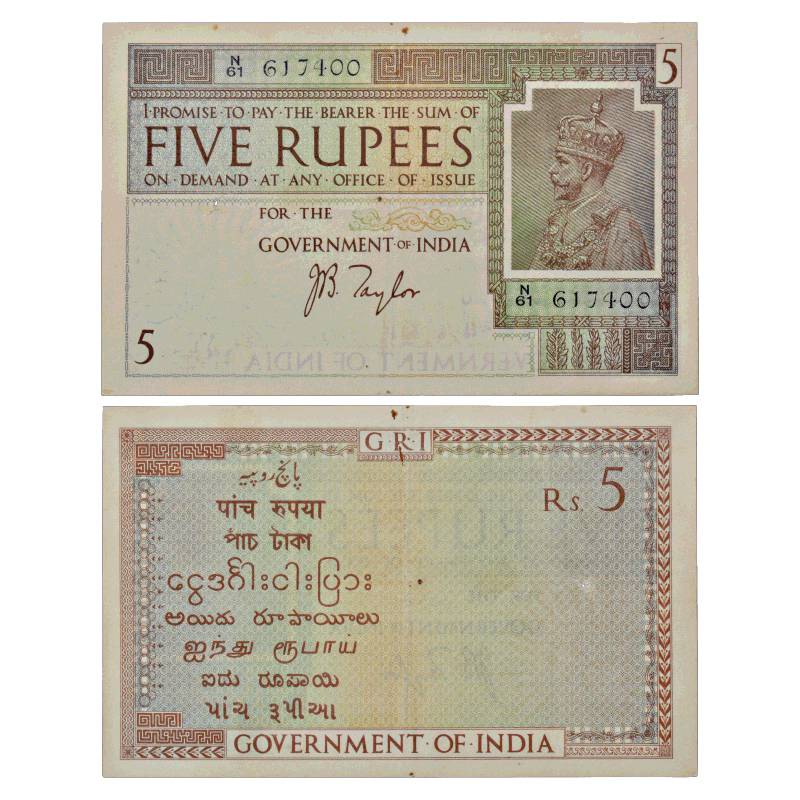 N/61 617400
5
I·PROMISE·TO·PAY·THE·BEARER·THE·SUM·OF
FIVE RUPEES
ON·DEMAND·AT·ANY·OFFICE·OF·ISSUE
FOR·THE
GOVERNMENT·OF·INDIA
JB. Taylor
N/61 617400
5
G·R·I
پانچ روپیہ
Rs. 5
पांच रुपया
পাঁচ টাকা
ငွေဒင်္ဂါးငါးပြား
అయిదు రూపాయీలు
ஐந்து ரூபாய்
ಐದು ರೂಪಾಯಿ
પાંચ રૂપીઆ
GOVERNMENT·OF·INDIA